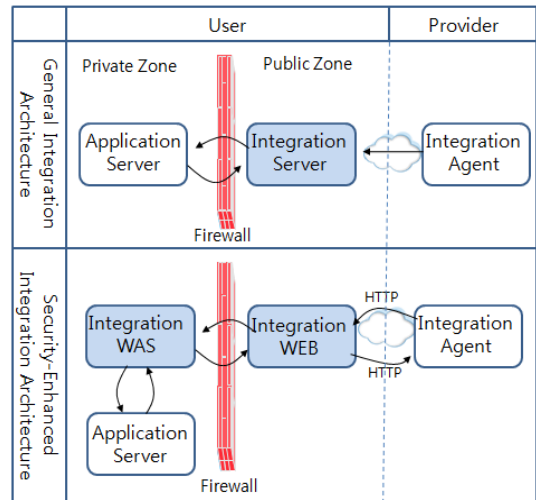 User
Provider
General Integration
Architecture
Private Zone
Public Zone
Application
Server
Integration
Server
Integration
Agent
Firewall
Security-Enhanced
Integration Architecture
Integration
WAS
Integration
WEB
HTTP
HTTP
Integration
Agent
Application
Server
Firewall